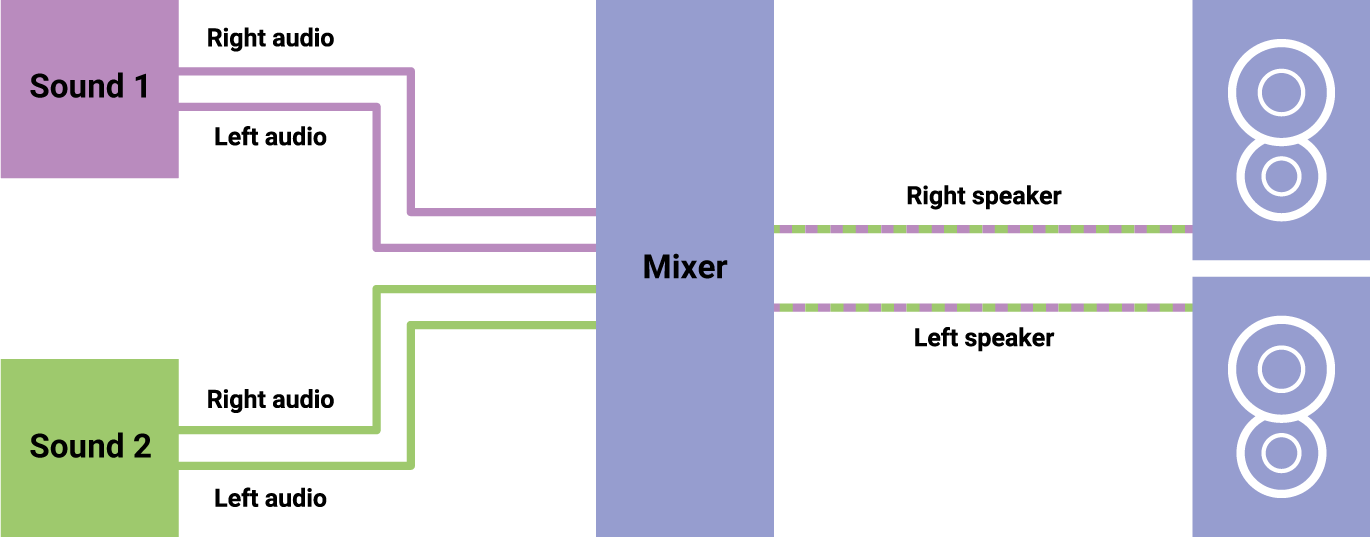 Right audio
Sound 1
Left audio
Right speaker
Mixer
Left speaker
Right audio
Sound 2
Left audio